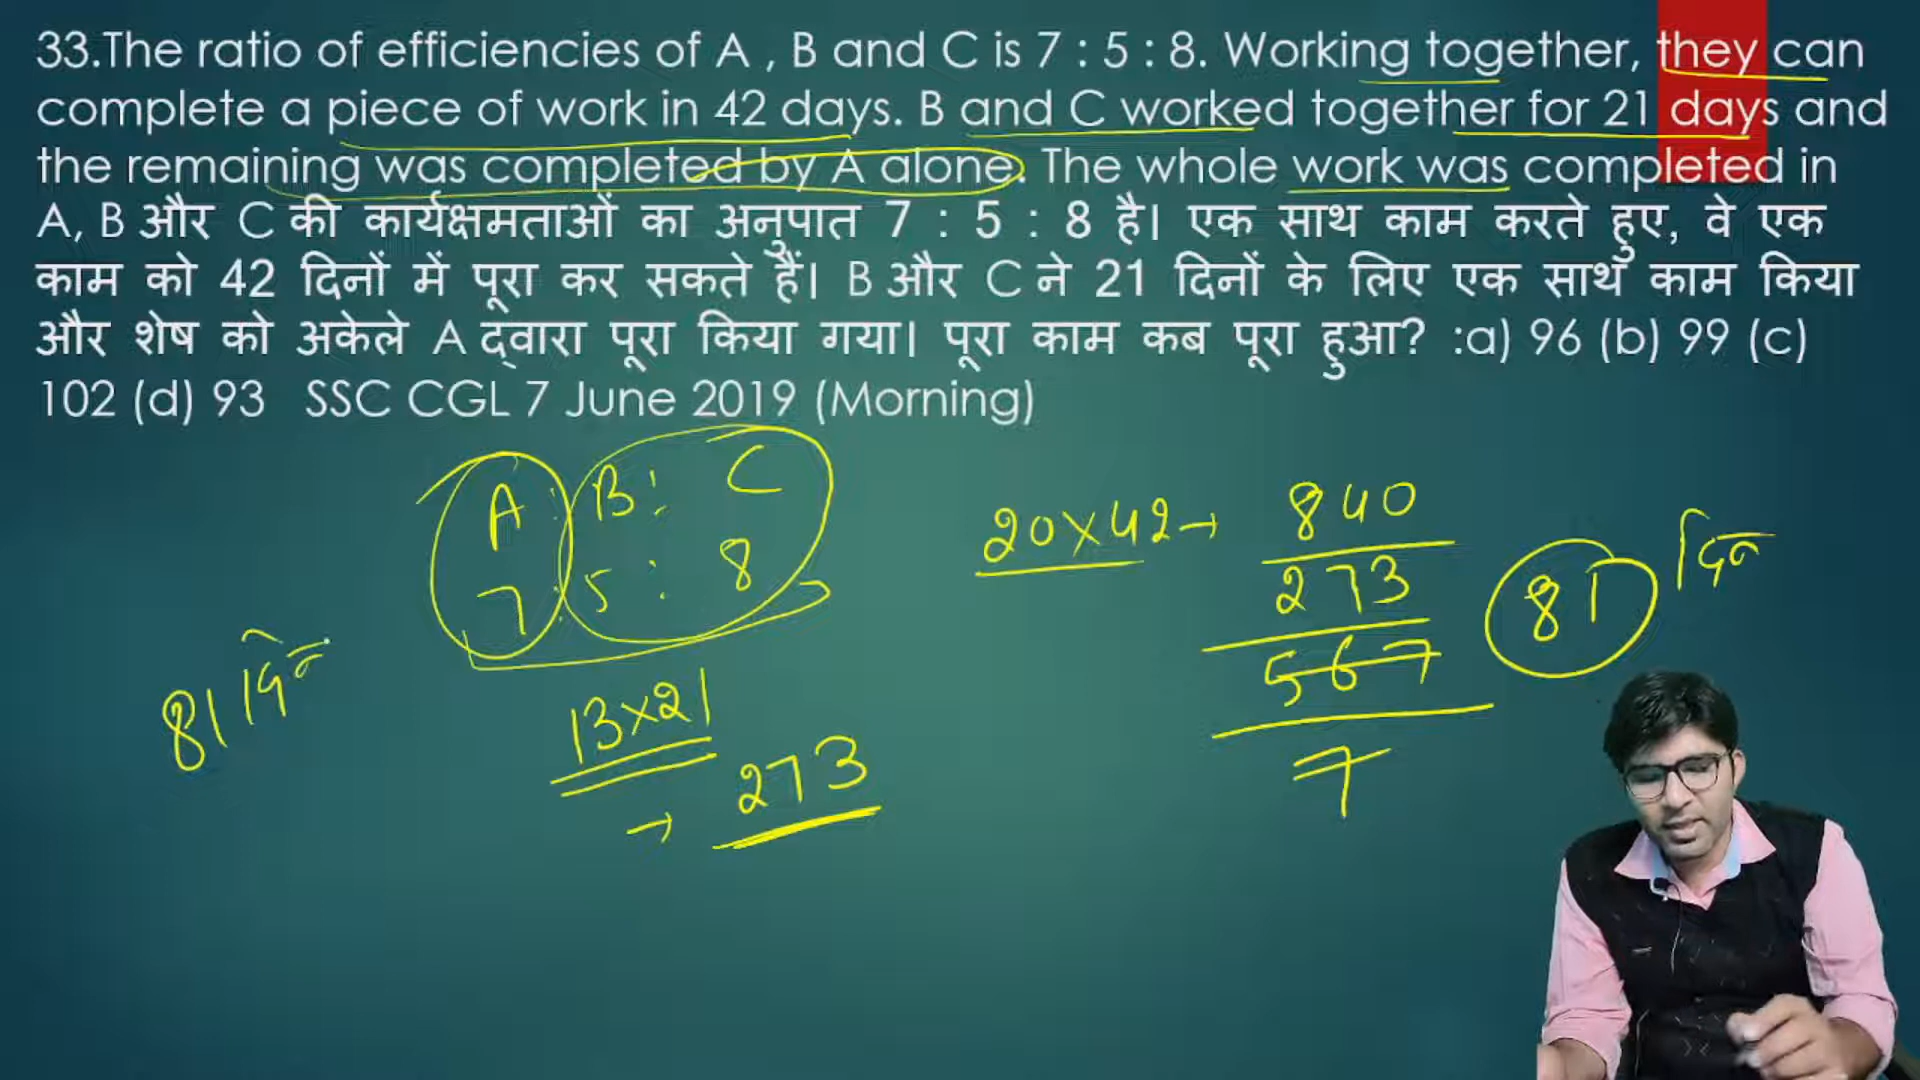 33.The ratio of efficiencies of A , B and C is 7 : 5 : 8. Working together, they can
complete a piece of work in 42 days. B and C worked together for 21 days and
the remaining was completed by A alone. The whole work was completed in
A, B और C की कार्यक्षमताओं का अनुपात 7 : 5 : 8 है। एक साथ काम करते हुए, वे एक
काम को 42 दिनों में पूरा कर सकते हैं। B और C ने 21 दिनों के लिए एक साथ काम किया
और शेष को अकेले A द्वारा पूरा किया गया। पूरा काम कब पूरा हुआ? :a) 96 (b) 99 (c)
102 (d) 93 SSC CGL 7 June 2019 (Morning)
A : B : C
7 : 5 : 8
20×42→ 840
273
567
7
81 दिन
81 दिन
13×21
→ 273